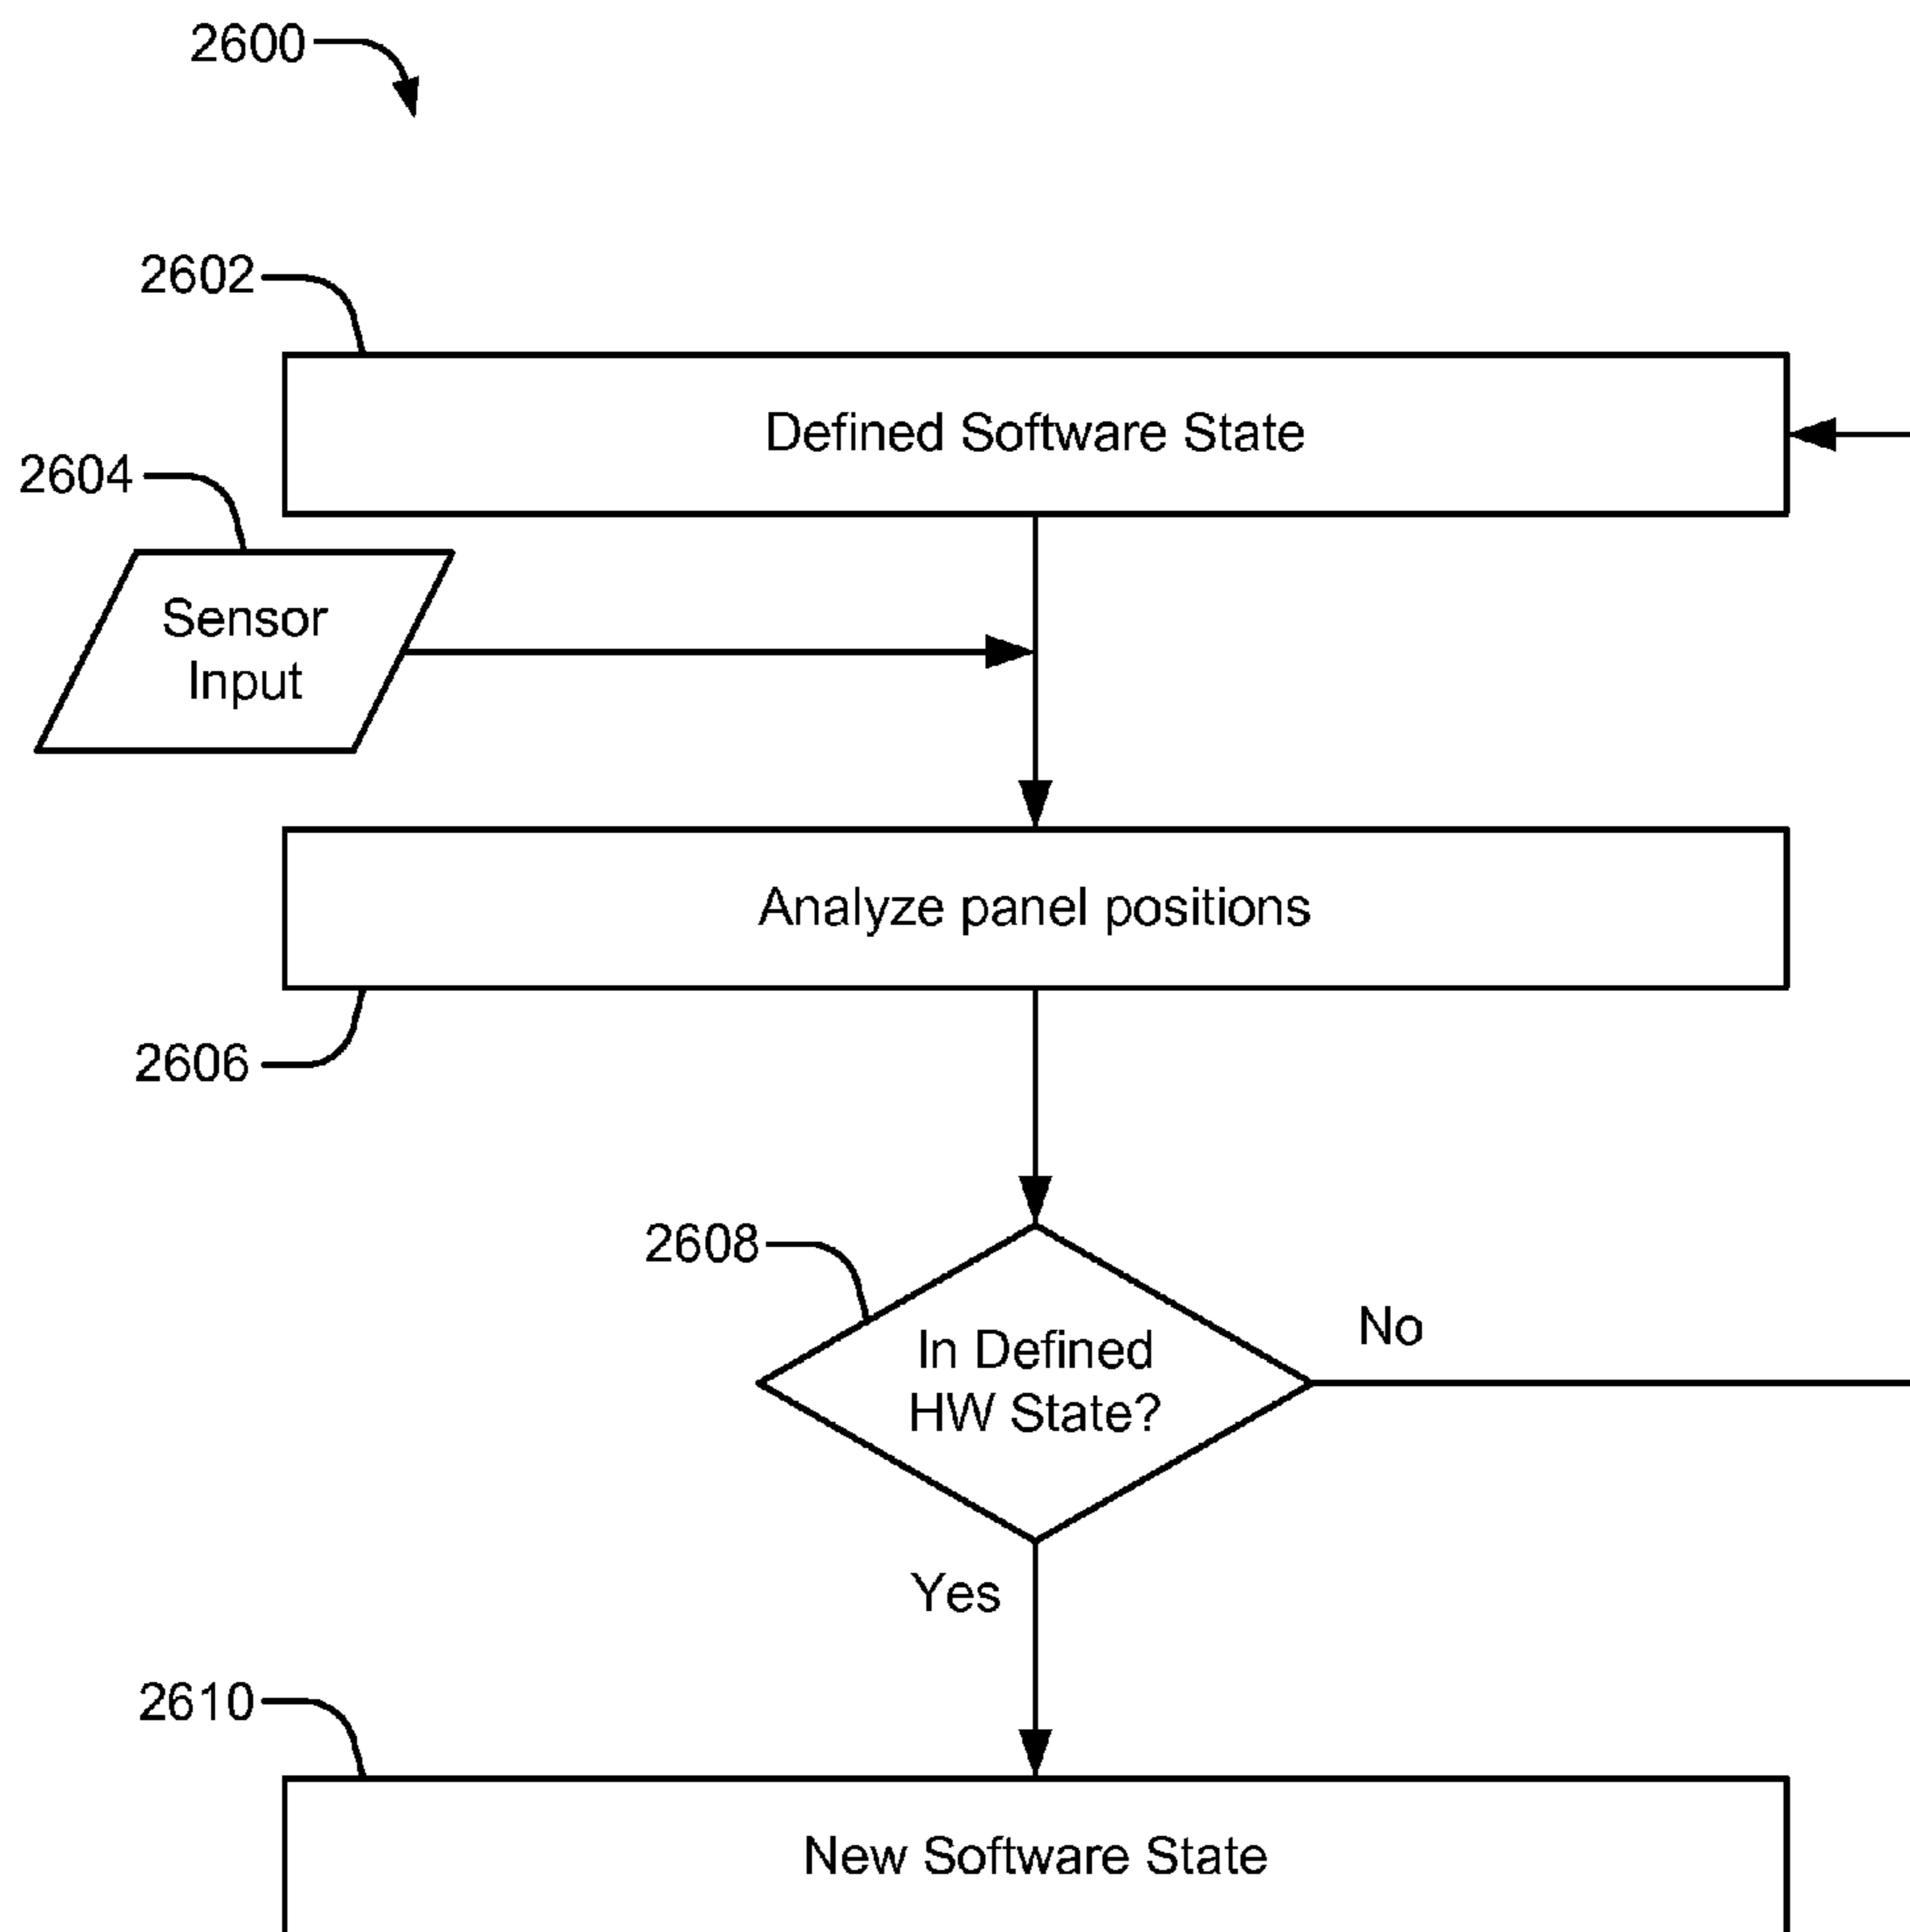 2600
2602
Defined Software State
2604
Sensor
Input
Analyze panel positions
2606
2608
In Defined
HW State?
No
Yes
2610
New Software State